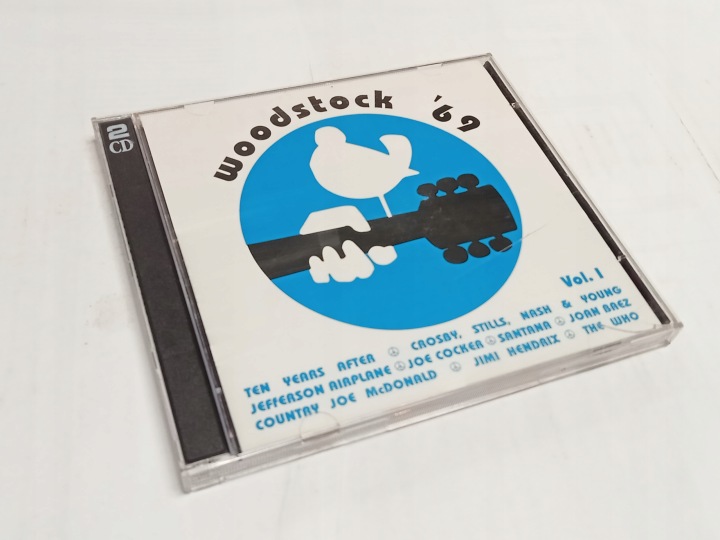 2
CD
woodstock '69
Vol. 1
TEN YEARS AFTER ☮ CROSBY, STILLS, NASH & YOUNG
JEFFERSON AIRPLANE ☮ JOE COCKER ☮ SANTANA ☮ JOAN BAEZ
COUNTRY JOE McDONALD ☮ JIMI HENDRIX ☮ THE WHO